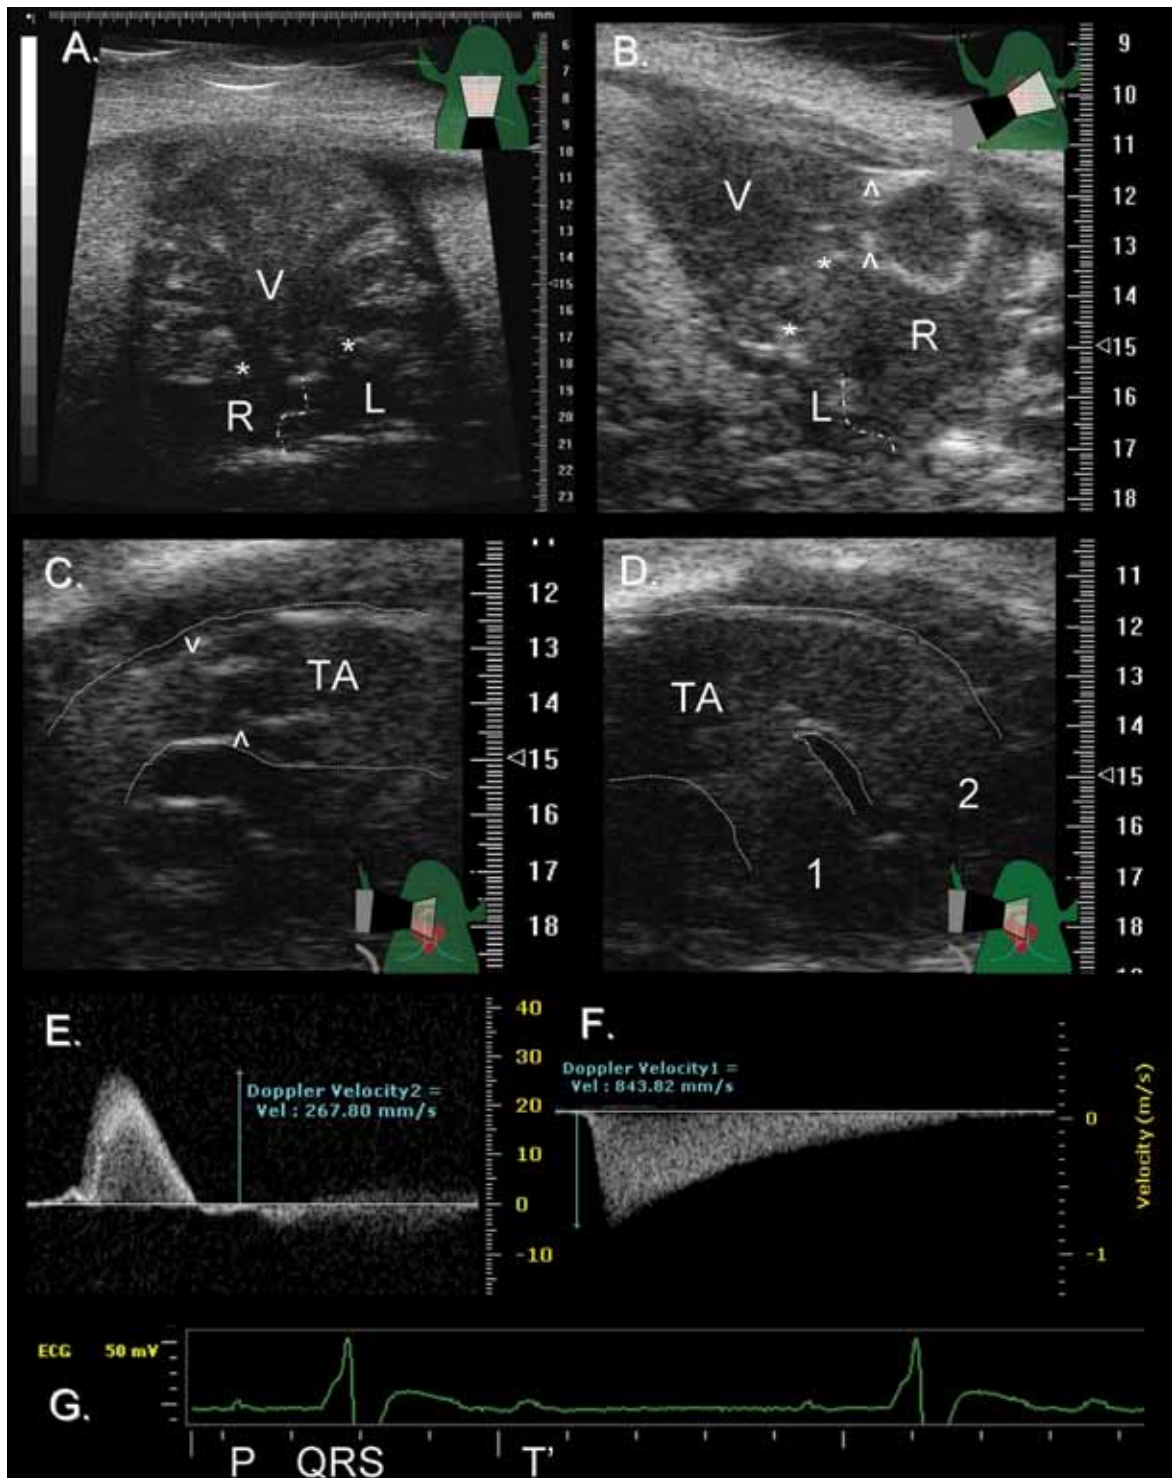 A.
mm
6
7
8
9
10
11
12
13
14
15
16
17
18
19
20
21
22
23
V
*
*
R
L
B.
9
10
11
12
13
14
15
16
17
18
V
^
^
*
*
R
L
C.
12
13
14
15
16
17
18
v
TA
^
D.
11
12
13
14
15
16
17
18
TA
2
1
E.
40
30
20
10
0
-10
Doppler Velocity2 =
Vel : 267.80 mm/s
F.
Doppler Velocity1 =
Vel : 843.82 mm/s
0
-1
Velocity (m/s)
ECG 50 mV
G.
P QRS T'